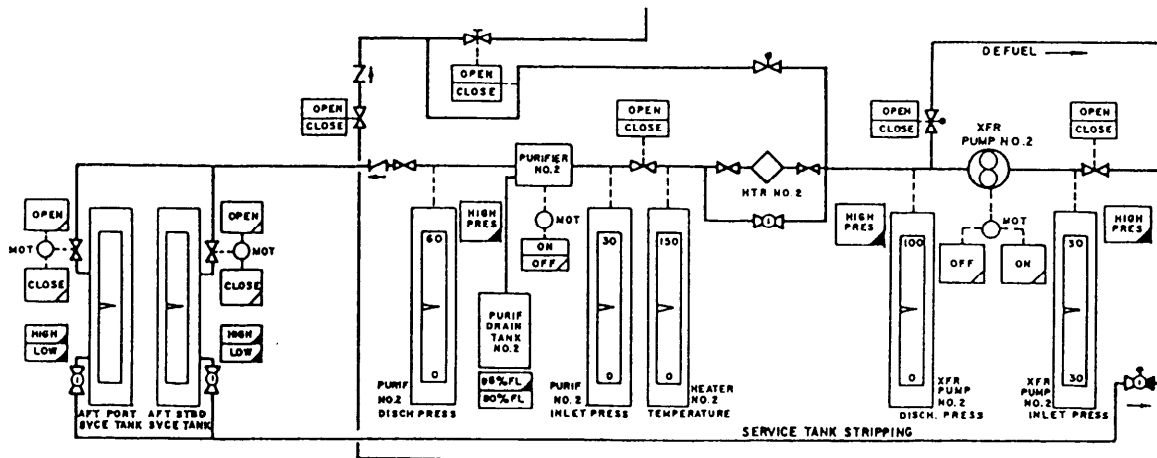 DEFUEL
OPEN
CLOSE
OPEN
CLOSE
OPEN
CLOSE
OPEN
CLOSE
XFR
PUMP NO.2
OPEN
CLOSE
PURIFIER
NO.2
HTR NO.2
OPEN
MOT
CLOSE
OPEN
MOT
CLOSE
HIGH
PRES
60
0
MOT
ON
OFF
30
0
150
0
HIGH
PRES
100
0
MOT
OFF
ON
30
30
HIGH
PRES
HIGH
LOW
HIGH
LOW
PURIF
DRAIN
TANK
NO.2
%FL
%FL
AFT PORT
SVCE TANK
AFT STBD
SVCE TANK
PURIF
NO.2
DISCH PRESS
PURIF
NO.2
INLET PRESS
HEATER
NO.2
TEMPERATURE
XFR
PUMP
NO.2
DISCH. PRESS
XFR
PUMP
NO.2
INLET PRESS
SERVICE TANK STRIPPING